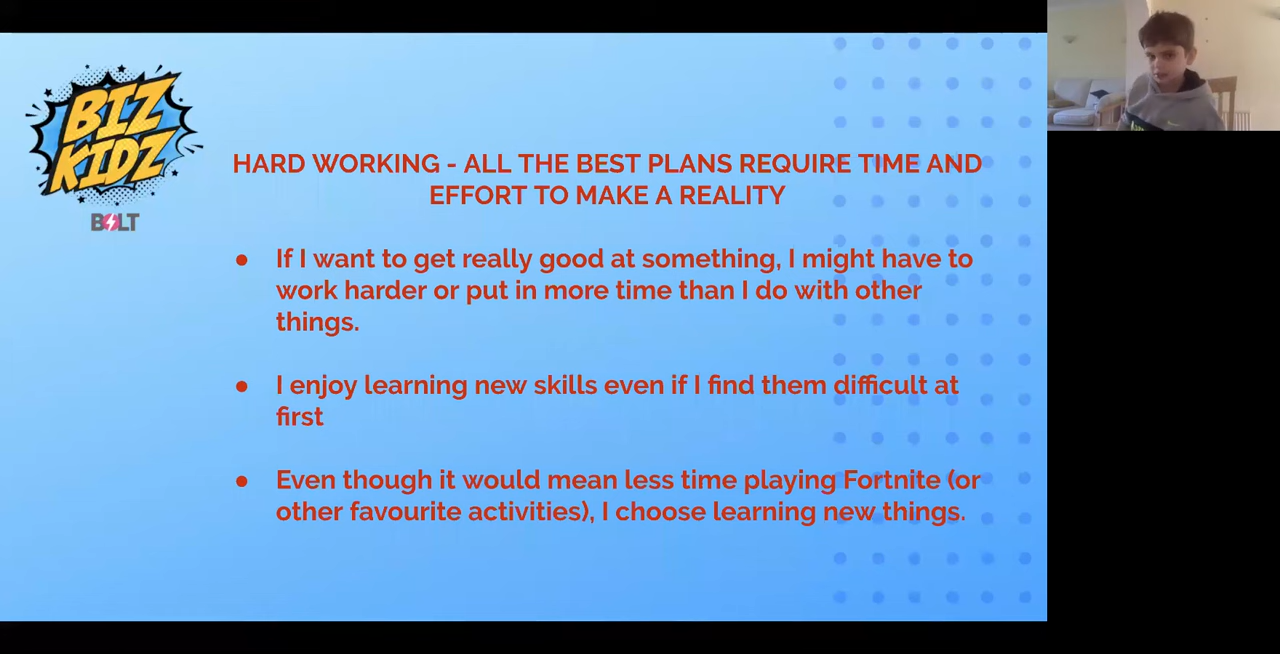 BIZ
KIDZ
BOLT
HARD WORKING - ALL THE BEST PLANS REQUIRE TIME AND
EFFORT TO MAKE A REALITY
● If I want to get really good at something, I might have to
work harder or put in more time than I do with other
things.
● I enjoy learning new skills even if I find them difficult at
first
● Even though it would mean less time playing Fortnite (or
other favourite activities), I choose learning new things.